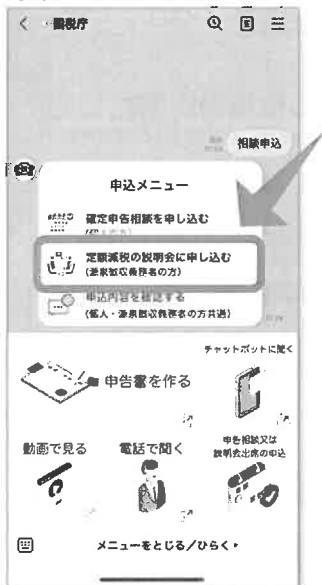 国税庁
相談申込
申込メニュー
確定申告相談を申し込む
定額減税の説明会に申し込む
(源泉徴収義務者の方)
申込内容を確認する
(個人・源泉徴収義務者の方共通)
チャットボットに聞く
申告書を作る
動画で見る
電話で聞く
申告相談又は
説明会出席の申込
メニューをとじる/ひらく